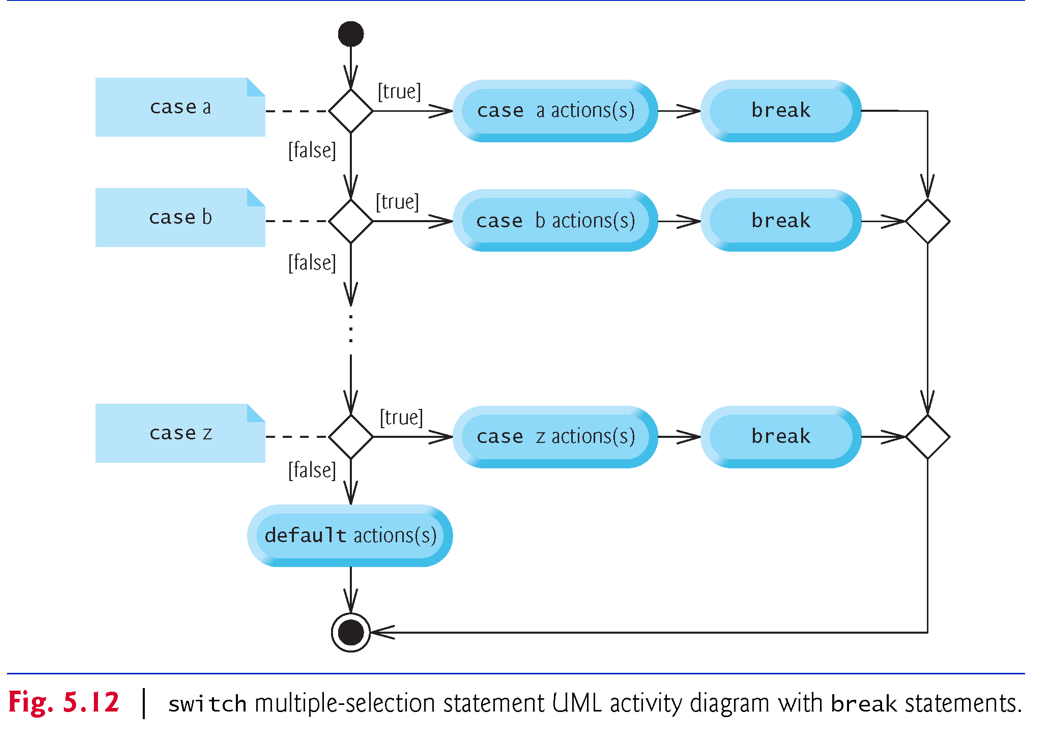 [true]
case a
case a actions(s)
break
[false]
[true]
case b
case b actions(s)
break
[false]
[true]
case z
case z actions(s)
break
[false]
default actions(s)
Fig. 5.12 | switch multiple-selection statement UML activity diagram with break statements.